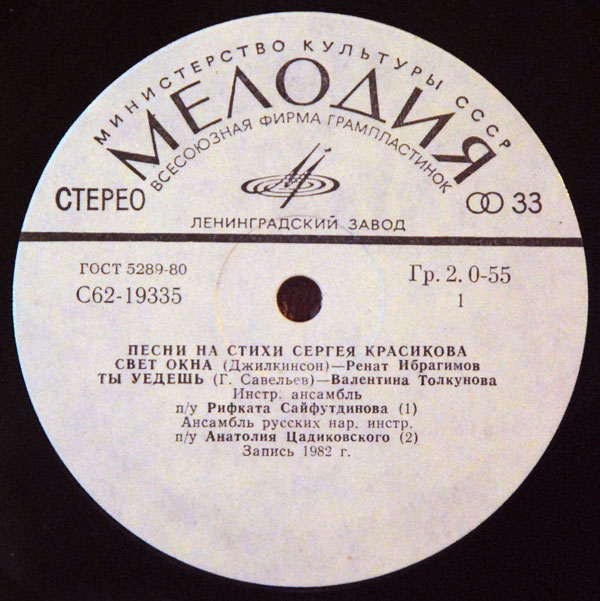 МИНИСТЕРСТВО КУЛЬТУРЫ СССР
МЕЛОДИЯ
ВСЕСОЮЗНАЯ ФИРМА ГРАМПЛАСТИНОК
СТЕРЕО
33
ЛЕНИНГРАДСКИЙ ЗАВОД
ГОСТ 5289-80
Гр. 2. 0-55
С62-19335
1
ПЕСНИ НА СТИХИ СЕРГЕЯ КРАСИКОВА
СВЕТ ОКНА (Джилкинсон)—Ренат Ибрагимов
ТЫ УЕДЕШЬ (Г. Савельев)—Валентина Толкунова
Инстр. ансамбль
п/у Рифката Сайфутдинова (1)
Ансамбль русских нар. инстр.
п/у Анатолия Цадиковского (2)
Запись 1982 г.